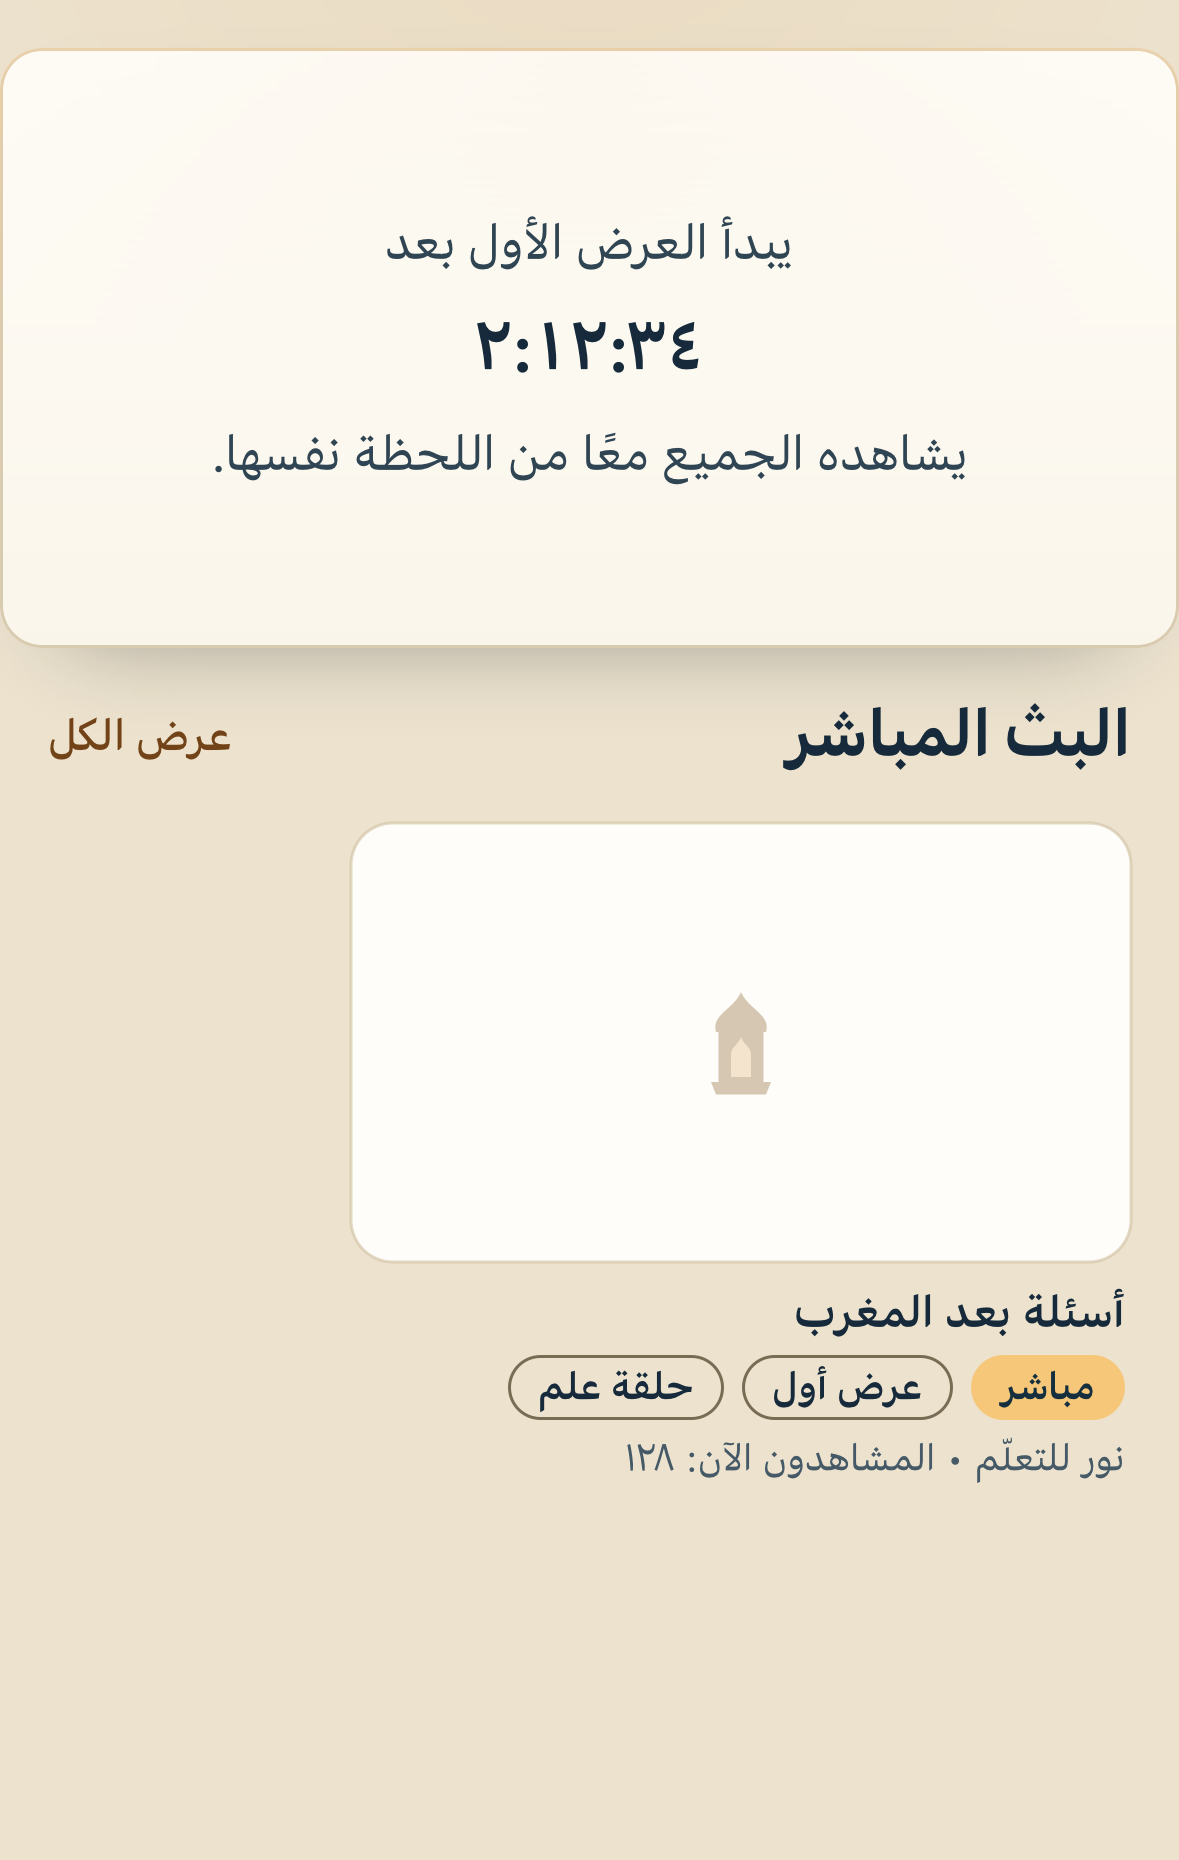 يبدأ العرض الأول بعد
٢:١٢:٣٤
يشاهده الجميع معًا من اللحظة نفسها.
البث المباشر
عرض الكل
أسئلة بعد المغرب
مباشر عرض أول حلقة علم
نور للتعلّم • المشاهدون الآن: ١٢٨